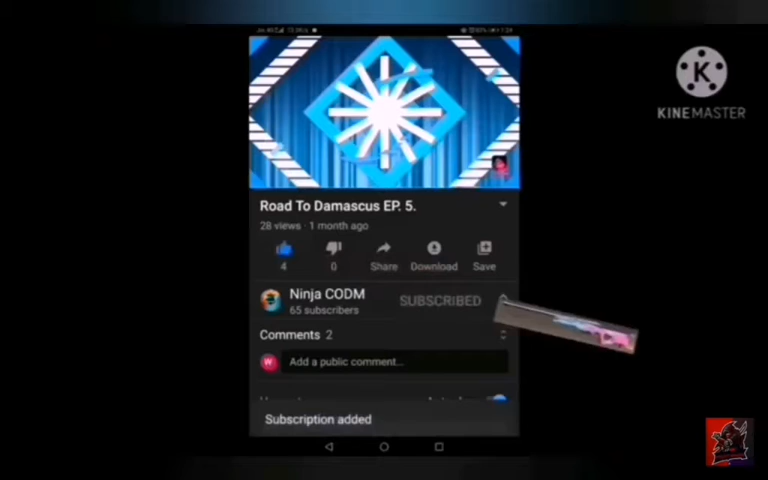 KINEMASTER
Road To Damascus EP. 5.
28 views · 1 month ago
4
0
Share
Download
Save
Ninja CODM
65 subscribers
SUBSCRIBED
Comments 2
W
Add a public comment...
Subscription added